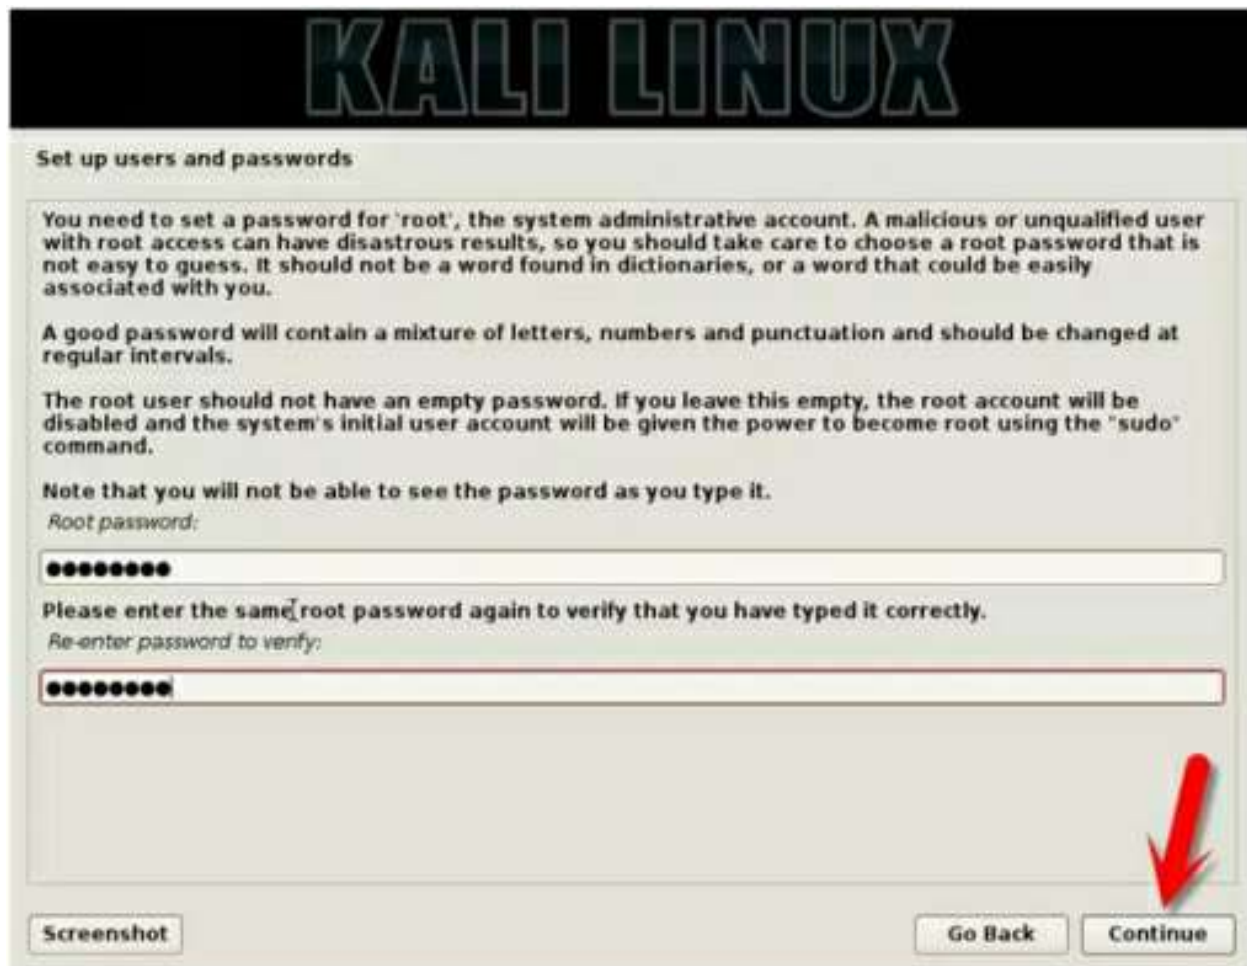 KALI LINUX
Set up users and passwords
You need to set a password for 'root', the system administrative account. A malicious or unqualified user
with root access can have disastrous results, so you should take care to choose a root password that is
not easy to guess. It should not be a word found in dictionaries, or a word that could be easily
associated with you.
A good password will contain a mixture of letters, numbers and punctuation and should be changed at
regular intervals.
The root user should not have an empty password. If you leave this empty, the root account will be
disabled and the system's initial user account will be given the power to become root using the "sudo"
command.
Note that you will not be able to see the password as you type it.
Root password:
●●●●●●●●
Please enter the same root password again to verify that you have typed it correctly.
Re-enter password to verify:
●●●●●●●●
Screenshot Go Back Continue